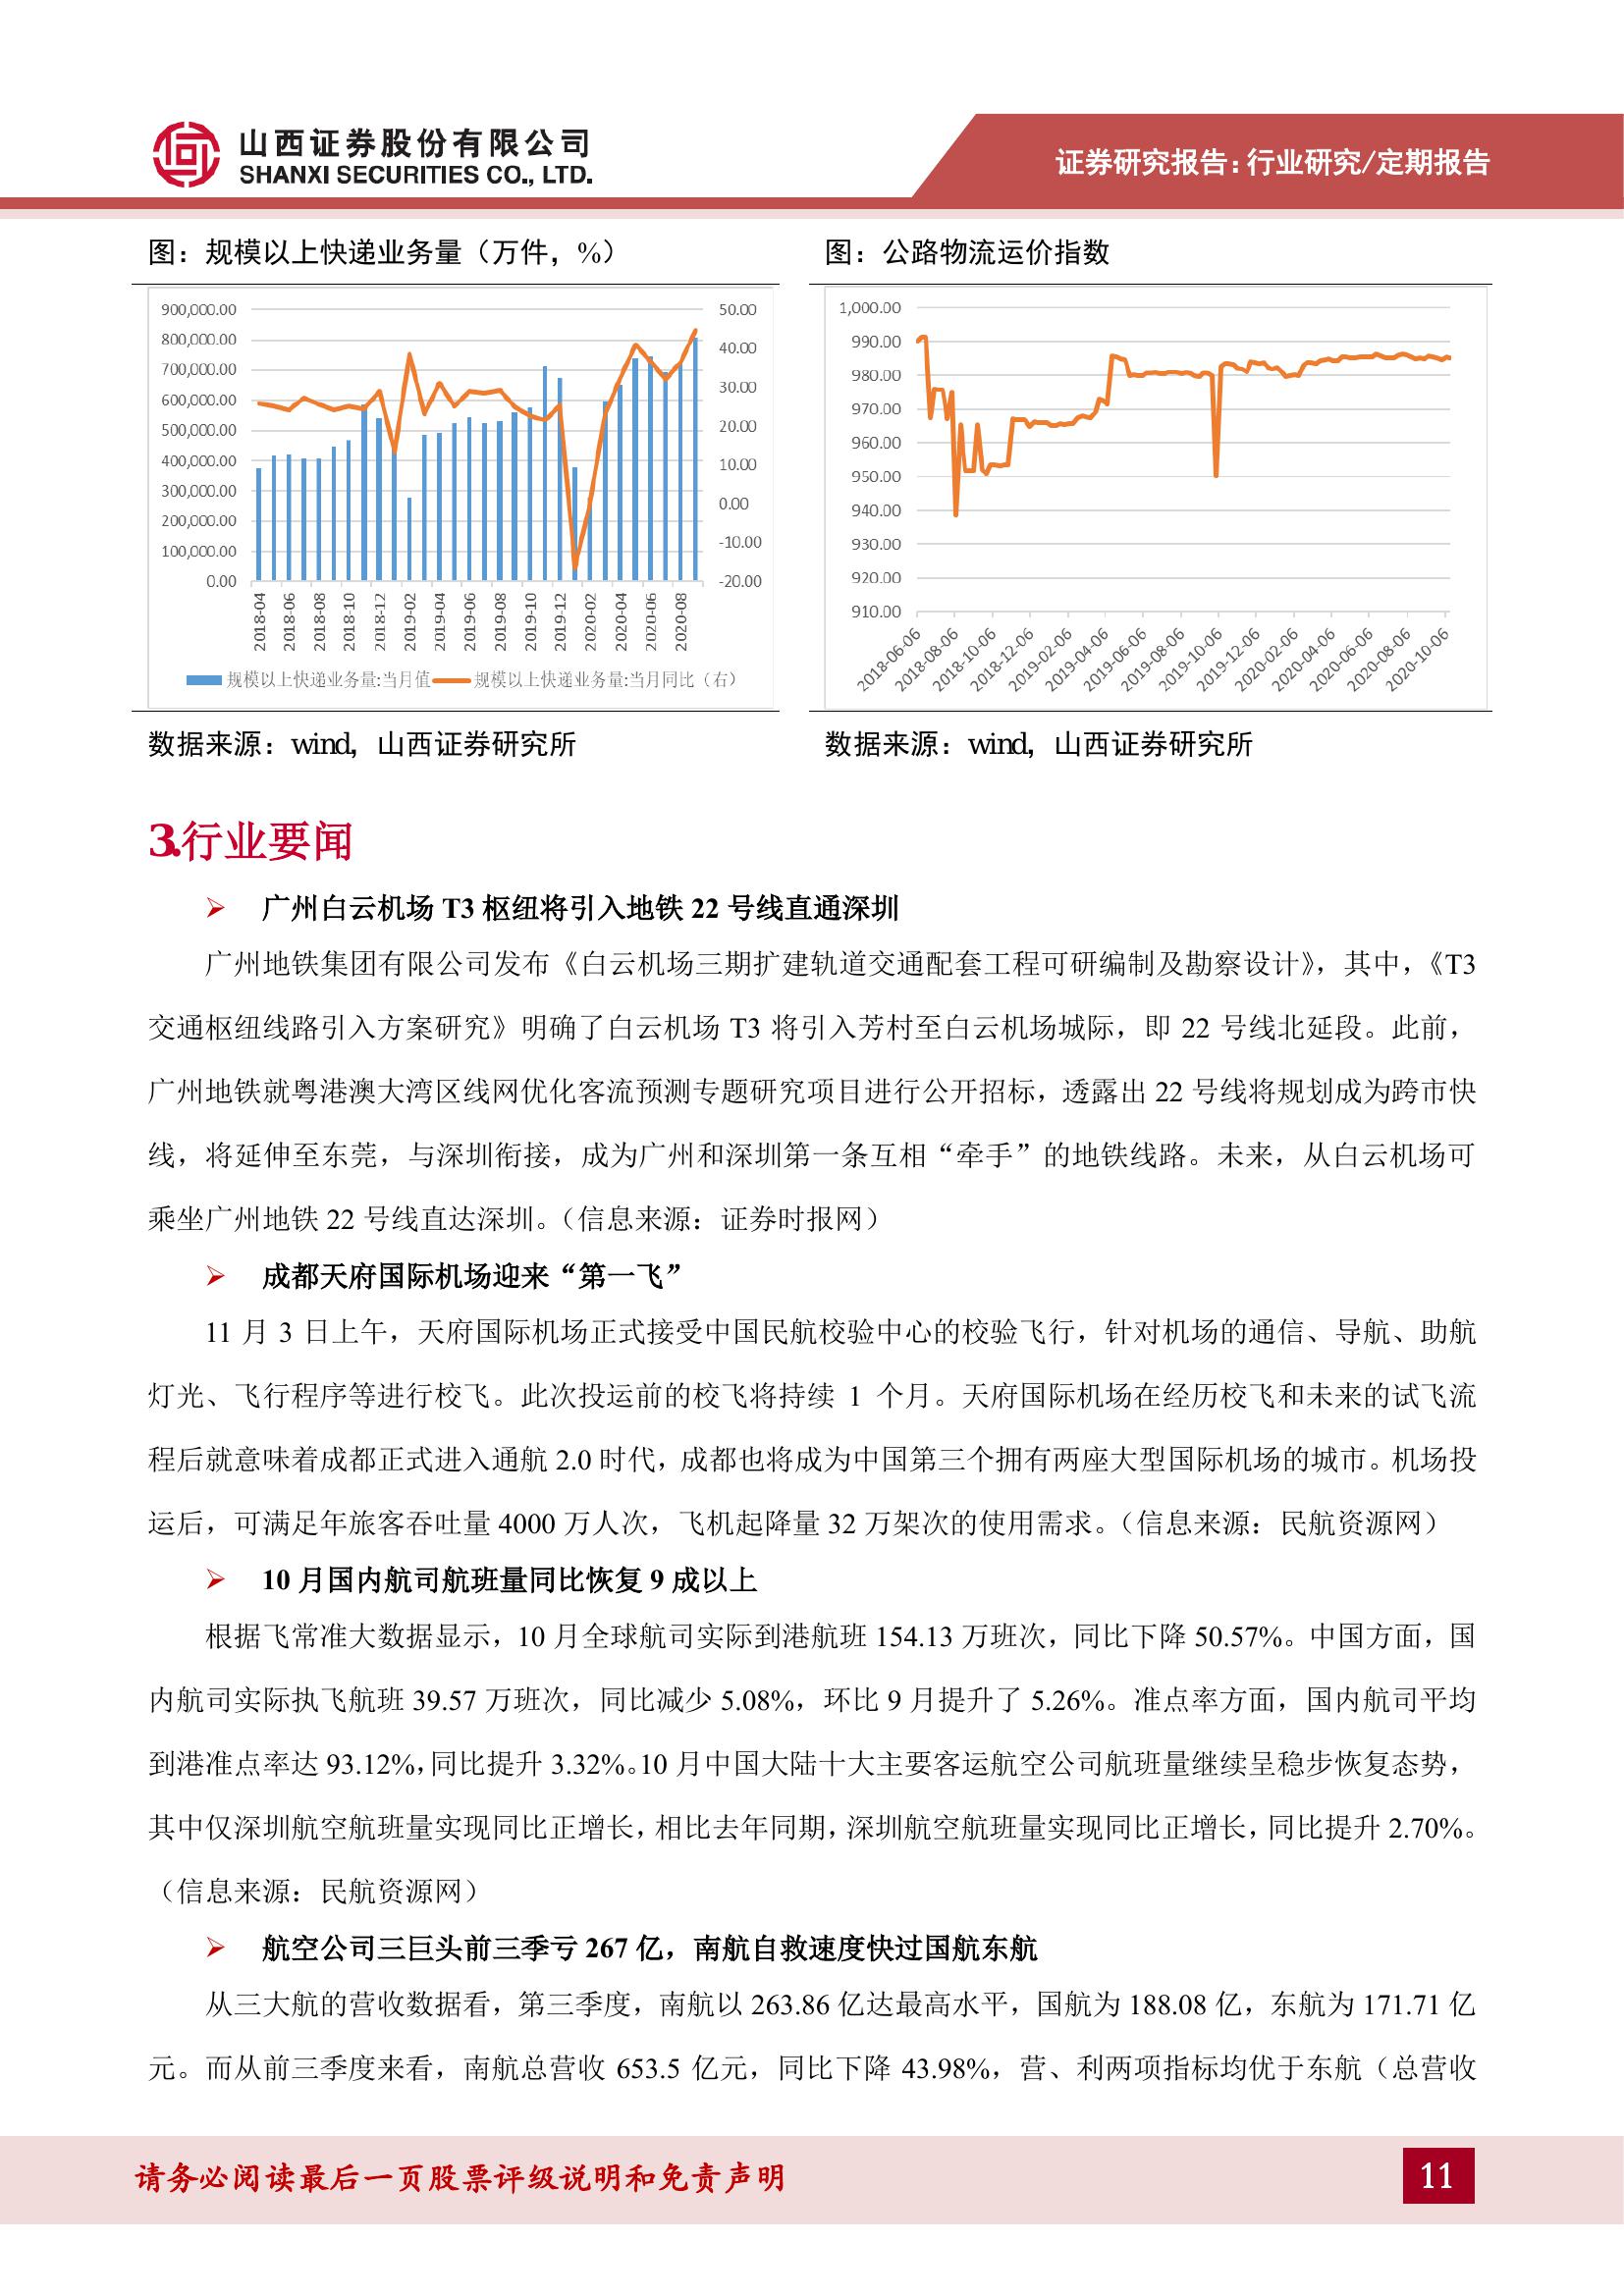 山西证券股份有限公司
SHANXI SECURITIES CO., LTD.
证券研究报告：行业研究/定期报告
图：规模以上快递业务量（万件，%）
900,000.00
800,000.00
700,000.00
600,000.00
500,000.00
400,000.00
300,000.00
200,000.00
100,000.00
0.00
50.00
40.00
30.00
20.00
10.00
0.00
-10.00
-20.00
2018-04
2018-06
2018-08
2018-10
2018-12
2019-02
2019-04
2019-06
2019-08
2019-10
2019-12
2020-02
2020-04
2020-06
2020-08
规模以上快递业务量:当月值
规模以上快递业务量:当月同比（右）
数据来源：wind，山西证券研究所
图：公路物流运价指数
1,000.00
990.00
980.00
970.00
960.00
950.00
940.00
930.00
920.00
910.00
2018-06-06
2018-08-06
2018-10-06
2018-12-06
2019-02-06
2019-04-06
2019-06-06
2019-08-06
2019-10-06
2019-12-06
2020-02-06
2020-04-06
2020-06-06
2020-08-06
2020-10-06
数据来源：wind，山西证券研究所
3.行业要闻
➢ 广州白云机场 T3 枢纽将引入地铁 22 号线直通深圳
广州地铁集团有限公司发布《白云机场三期扩建轨道交通配套工程可研编制及勘察设计》，其中，《T3
交通枢纽线路引入方案研究》明确了白云机场 T3 将引入芳村至白云机场城际，即 22 号线北延段。此前，
广州地铁就粤港澳大湾区线网优化客流预测专题研究项目进行公开招标，透露出 22 号线将规划成为跨市快
线，将延伸至东莞，与深圳衔接，成为广州和深圳第一条互相“牵手”的地铁线路。未来，从白云机场可
乘坐广州地铁 22 号线直达深圳。（信息来源：证券时报网）
➢ 成都天府国际机场迎来“第一飞”
11 月 3 日上午，天府国际机场正式接受中国民航校验中心的校验飞行，针对机场的通信、导航、助航
灯光、飞行程序等进行校飞。此次投运前的校飞将持续 1 个月。天府国际机场在经历校飞和未来的试飞流
程后就意味着成都正式进入通航 2.0 时代，成都也将成为中国第三个拥有两座大型国际机场的城市。机场投
运后，可满足年旅客吞吐量 4000 万人次，飞机起降量 32 万架次的使用需求。（信息来源：民航资源网）
➢ 10 月国内航司航班量同比恢复 9 成以上
根据飞常准大数据显示，10 月全球航司实际到港航班 154.13 万班次，同比下降 50.57%。中国方面，国
内航司实际执飞航班 39.57 万班次，同比减少 5.08%，环比 9 月提升了 5.26%。准点率方面，国内航司平均
到港准点率达 93.12%，同比提升 3.32%。10 月中国大陆十大主要客运航空公司航班量继续呈稳步恢复态势，
其中仅深圳航空航班量实现同比正增长，相比去年同期，深圳航空航班量实现同比正增长，同比提升 2.70%。
（信息来源：民航资源网）
➢ 航空公司三巨头前三季亏 267 亿，南航自救速度快过国航东航
从三大航的营收数据看，第三季度，南航以 263.86 亿达最高水平，国航为 188.08 亿，东航为 171.71 亿
元。而从前三季度来看，南航总营收 653.5 亿元，同比下降 43.98%，营、利两项指标均优于东航（总营收
请务必阅读最后一页股票评级说明和免责声明
11